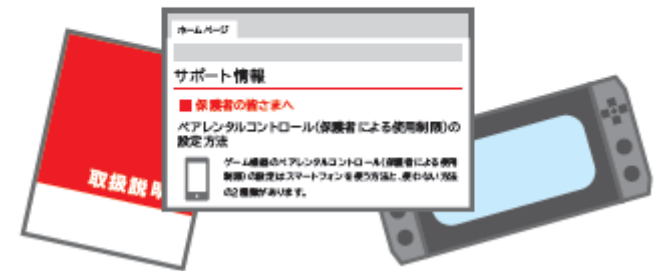 ホームページ
サポート情報
■保護者の皆さまへ
ペアレンタルコントロール(保護者による使用制限)の
設定方法
ゲーム機器のペアレンタルコントロール(保護者による使用
制限)の設定はスマートフォンを使う方法と、使わない方法
の2種類があります。
取扱説明